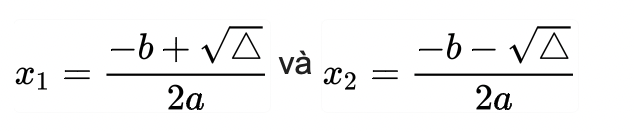 x₁ = (−b + √△) / 2a và x₂ = (−b − √△) / 2a